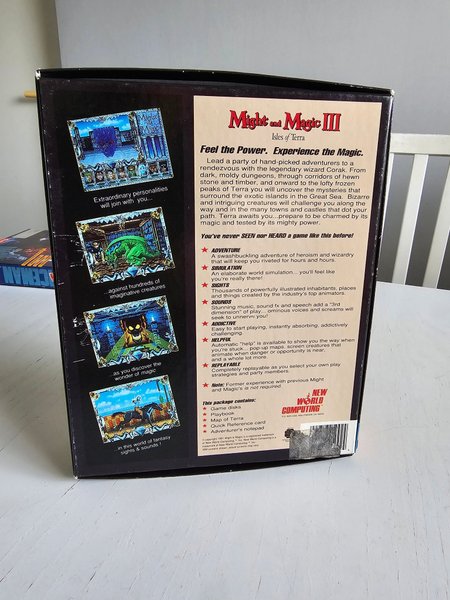 Might and Magic III
Isles of Terra
Feel the Power. Experience the Magic.
Lead a party of hand-picked adventurers to a
rendezvous with the legendary wizard Corak. From
dark, moldy dungeons, through corridors of hewn
stone and timber, and onward to the lofty frozen
peaks of Terra you will uncover the mysteries that
surround the exotic islands in the Great Sea. Bizarre
and intriguing creatures will challenge you along the
way and in the many towns and castles that dot your
path. Terra awaits you...prepare to be charmed by its
magic and tested by its mighty power.
You've never SEEN nor HEARD a game like this before!
ADVENTURE
A swashbuckling adventure of heroism and wizardry
that will keep you riveted for hours and hours.
SIMULATION
An elaborate world simulation... you'll feel like
you're really there!
SIGHTS
Thousands of powerfully illustrated inhabitants, places
and things created by the industry's top animators.
SOUNDS
Stunning music, sound fx and speech add a "3rd
dimension" of play... ominous voices and screams will
seek to unnerve you!
ADDICTIVE
Easy to start playing, instantly absorbing, addictively
challenging.
HELPFUL
Automatic "help" is available to show you the way when
you're stuck... pop-up maps, screen creatures that
animate when danger or opportunity is near
and a whole lot more.
REPLAYABLE
Completely replayable as you select your own play
strategies and party members.
Note: Former experience with previous Might
and Magic's is not required.
This package contains:
Game disks
Playbook
Map of Terra
Quick Reference card
Adventurer's notepad
NEW
WORLD
COMPUTING
Extraordinary personalities
will join with you...
against hundreds of
imaginative creatures
as you discover the
wonder of magic
...in this world of fantasy
sights & sounds !
ICEMAN